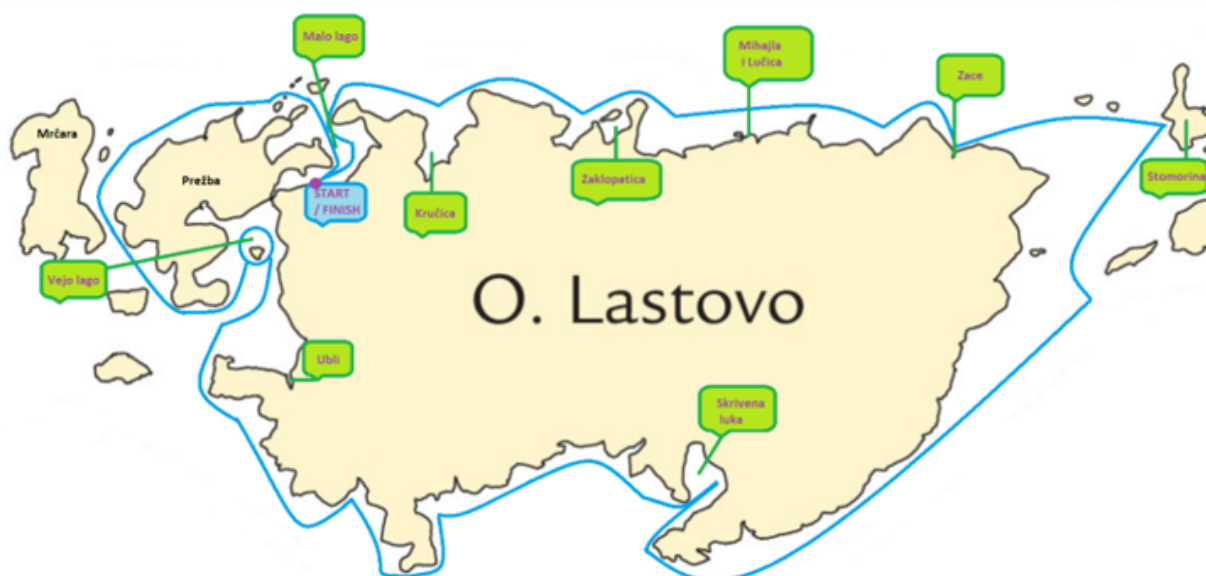 Malo lago
Mihajla
i Lučica
Zace
Mrčara
Prežba
START
/ FINISH
Kručica
Zaklopatica
Stomorina
Vejo lago
O. Lastovo
Ubli
Skrivena
luka